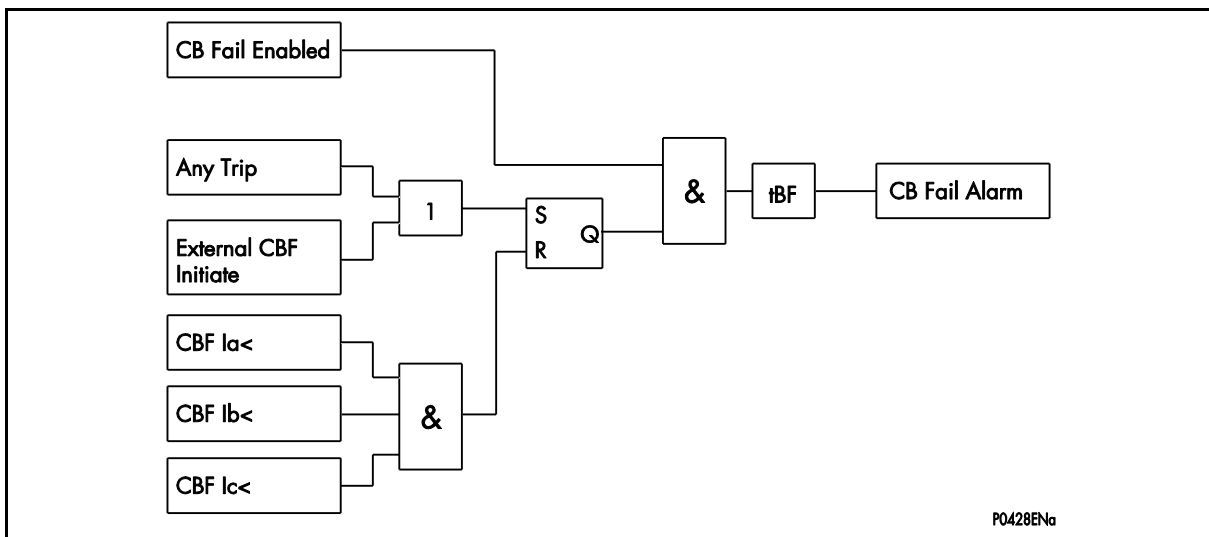 CB Fail Enabled
Any Trip
External CBF
Initiate
CBF Ia<
CBF Ib<
CBF Ic<
1
&
S
R
Q
&
tBF
CB Fail Alarm
P0428ENa